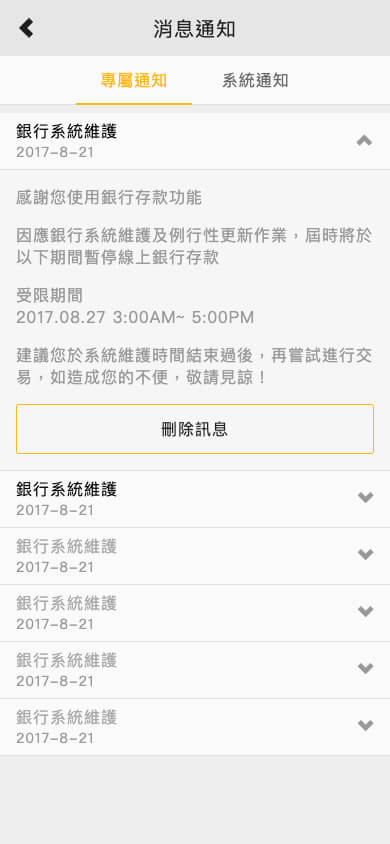 消息通知
專屬通知
系統通知
銀行系統維護
2017-8-21
感謝您使用銀行存款功能
因應銀行系統維護及例行性更新作業，屆時將於
以下期間暫停線上銀行存款
受限期間
2017.08.27 3:00AM~ 5:00PM
建議您於系統維護時間結束過後，再嘗試進行交
易，如造成您的不便，敬請見諒！
刪除訊息
銀行系統維護
2017-8-21
銀行系統維護
2017-8-21
銀行系統維護
2017-8-21
銀行系統維護
2017-8-21
銀行系統維護
2017-8-21